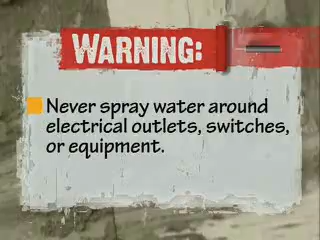 WARNING:
Never spray water around
electrical outlets, switches,
or equipment.